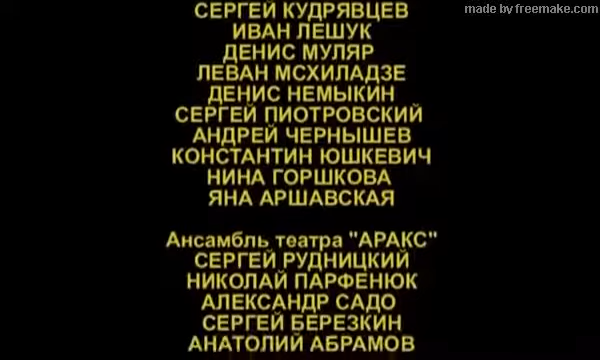 made by freemake.com
СЕРГЕЙ КУДРЯВЦЕВ
ИВАН ЛЕШУК
ДЕНИС МУЛЯР
ЛЕВАН МСХИЛАДЗЕ
ДЕНИС НЕМЫКИН
СЕРГЕЙ ПИОТРОВСКИЙ
АНДРЕЙ ЧЕРНЫШЕВ
КОНСТАНТИН ЮШКЕВИЧ
НИНА ГОРШКОВА
ЯНА АРШАВСКАЯ
Ансамбль театра "АРАКС"
СЕРГЕЙ РУДНИЦКИЙ
НИКОЛАЙ ПАРФЕНЮК
АЛЕКСАНДР САДО
СЕРГЕЙ БЕРЕЗКИН
АНАТОЛИЙ АБРАМОВ